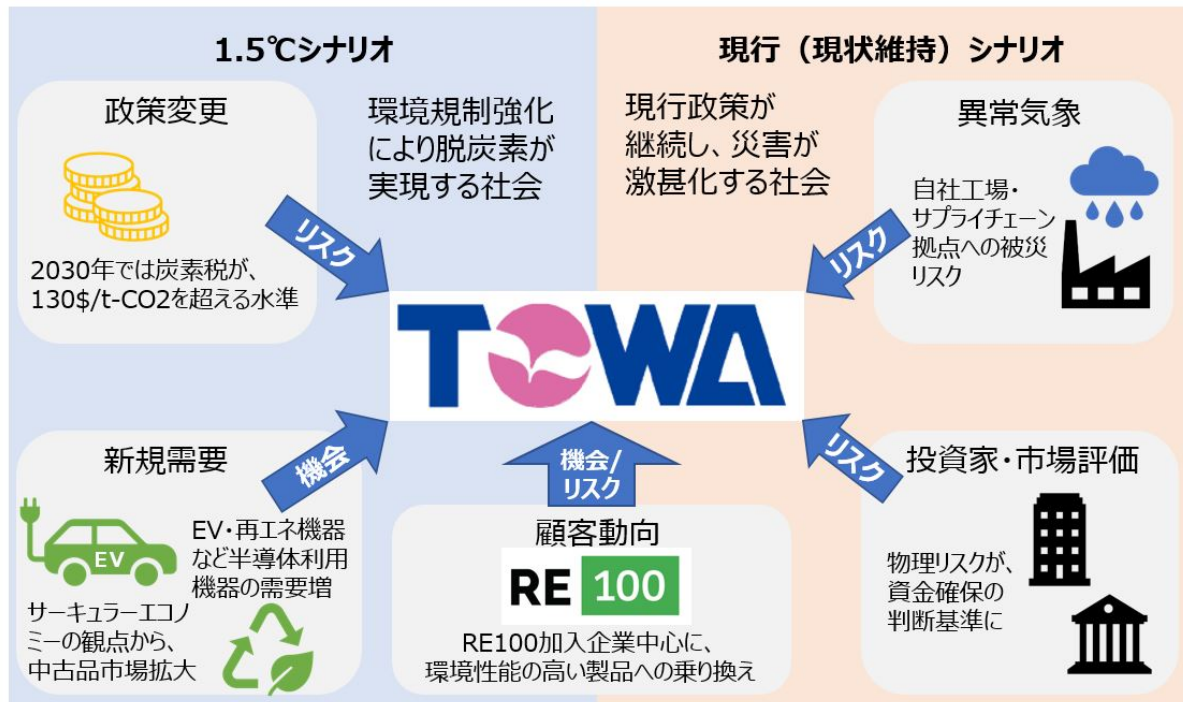 1.5℃シナリオ
政策変更
環境規制強化
により脱炭素が
実現する社会
リスク
2030年では炭素税が、
130$/t-CO2を超える水準
現行（現状維持）シナリオ
現行政策が
継続し、災害が
激甚化する社会
異常気象
自社工場・
サプライチェーン
拠点への被災
リスク
リスク
TOWA
新規需要
機会
EV
EV・再エネ機器
など半導体利用
機器の需要増
サーキュラーエコノ
ミーの観点から、
中古品市場拡大
機会/
リスク
顧客動向
RE 100
RE100加入企業中心に、
環境性能の高い製品への乗り換え
リスク
投資家・市場評価
物理リスクが、
資金確保の
判断基準に